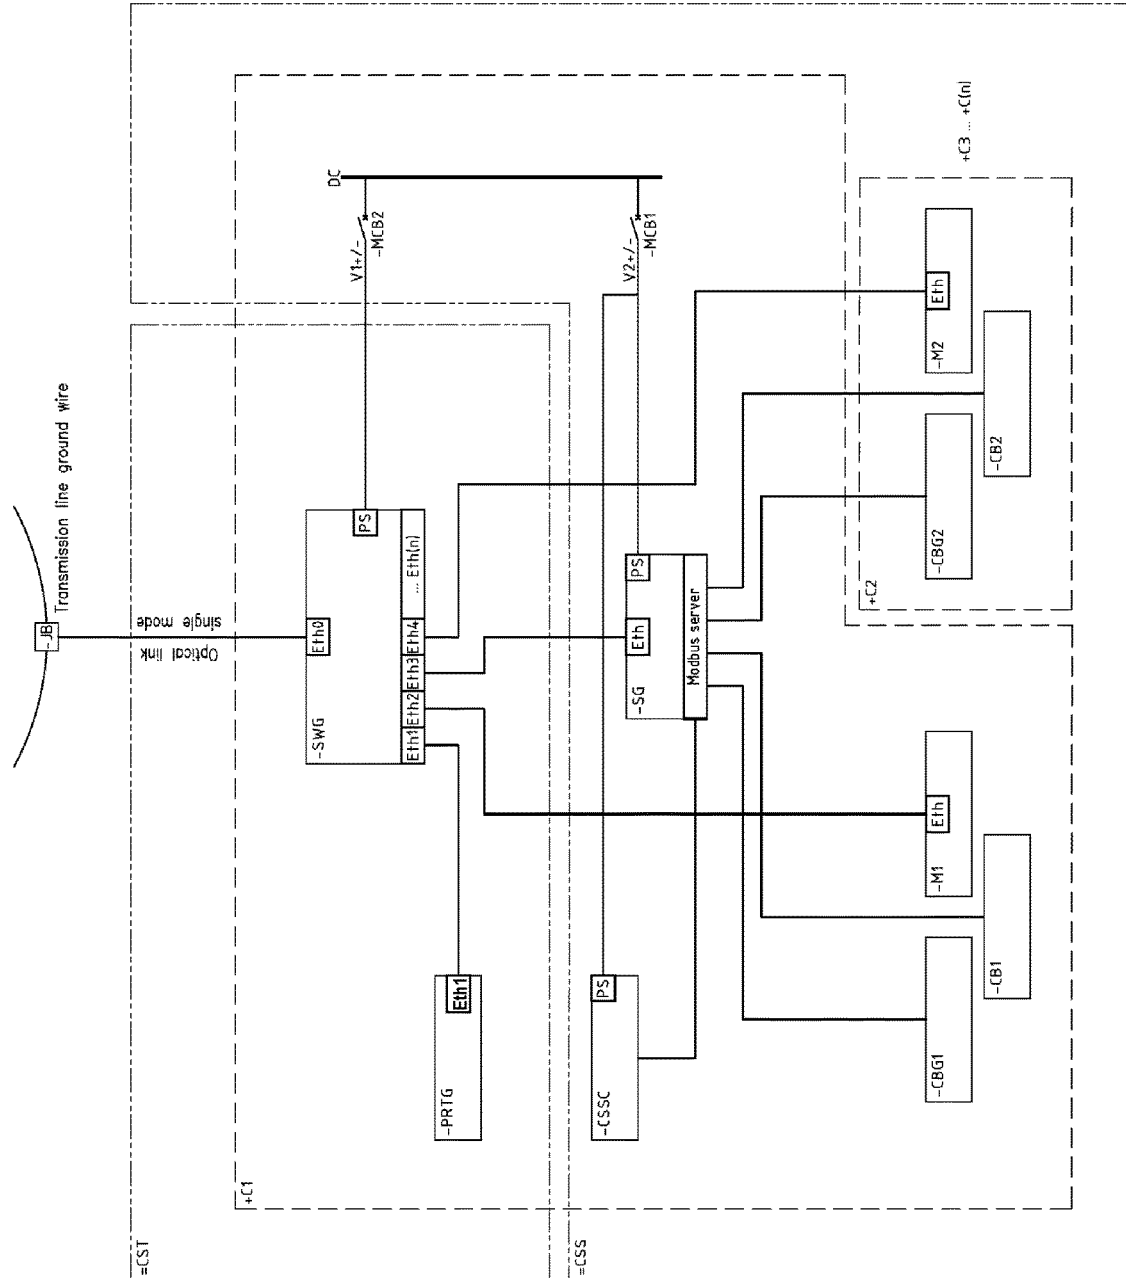 Transmission line ground wire
-JB
Optical link
single mode
=CST
+C1
DC
V1+/-
-MCB2
-SWG
Eth0
PS
Eth1
Eth2
Eth3
Eth4
... Eth(n)
-PRTG
Eth1
=CSS
V2+/-
-MCB1
-CSSC
PS
-SG
Eth
PS
Modbus server
+C2
+C3 ... +C(n)
-CBG1
-M1
Eth
-CB1
-CBG2
-M2
Eth
-CB2